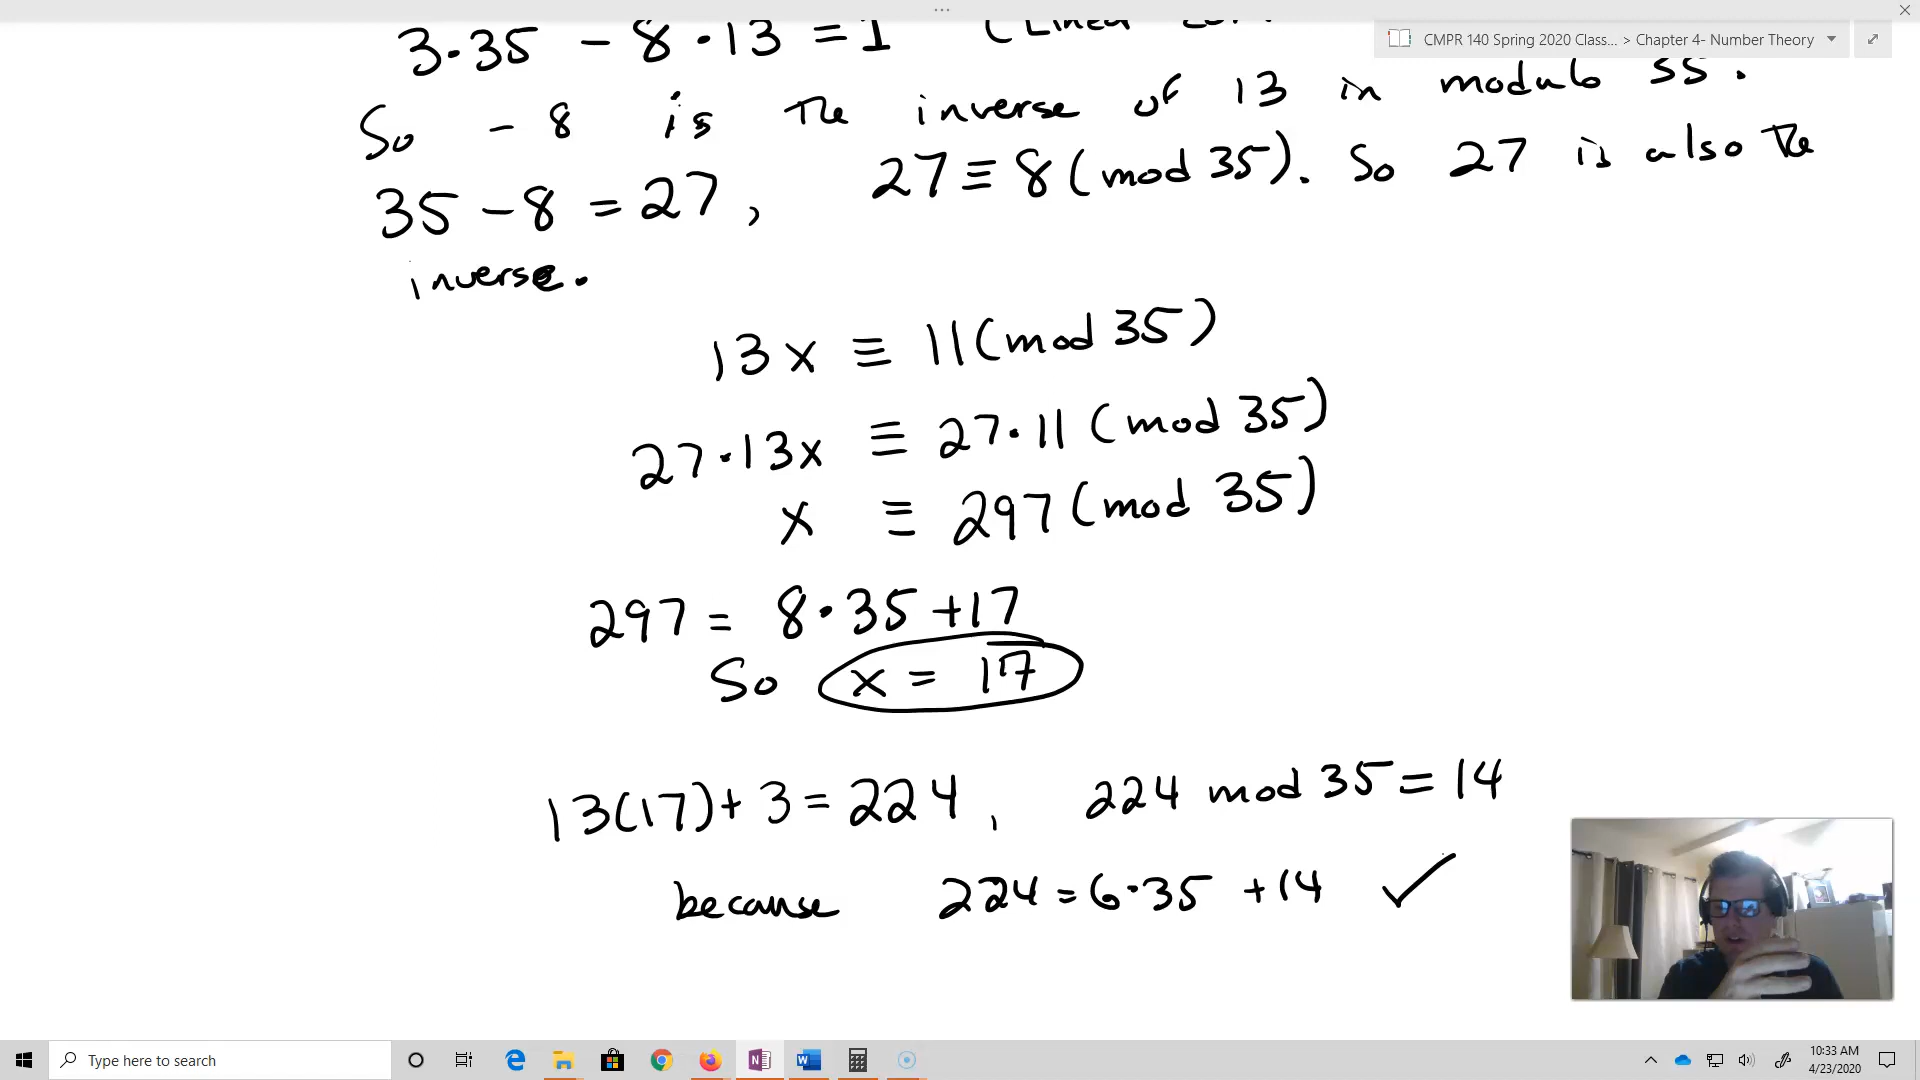 CMPR 140 Spring 2020 Class... > Chapter 4- Number Theory
3·35 - 8·13 = 1 (Linea
So -8 is the inverse of 13 in modulo 35.
35 - 8 = 27, 27 ≡ 8 (mod 35). So 27 is also the
inverse.
13x ≡ 11 (mod 35)
27·13x ≡ 27·11 (mod 35)
x ≡ 297 (mod 35)
297 = 8·35 + 17
So x = 17
13(17) + 3 = 224, 224 mod 35 = 14
because 224 = 6·35 + 14 ✓
Type here to search
10:33 AM
4/23/2020